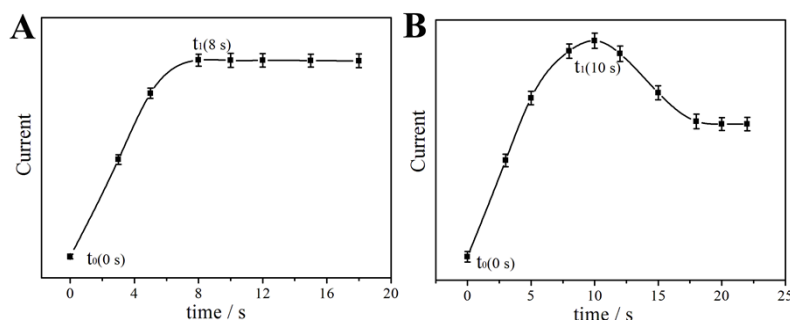 A
Current
t₁(8 s)
t₀(0 s)
0 4 8 12 16 20
time / s
B
Current
t₁(10 s)
t₀(0 s)
0 5 10 15 20 25
time / s